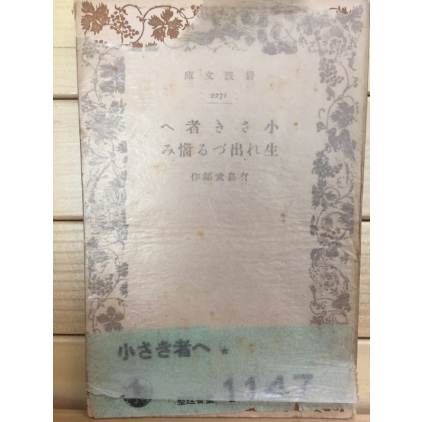 庫文波岩
2271
へ者きさ小
み悩るづ出れ生
作郎武島有
小さき者へ ★
1147